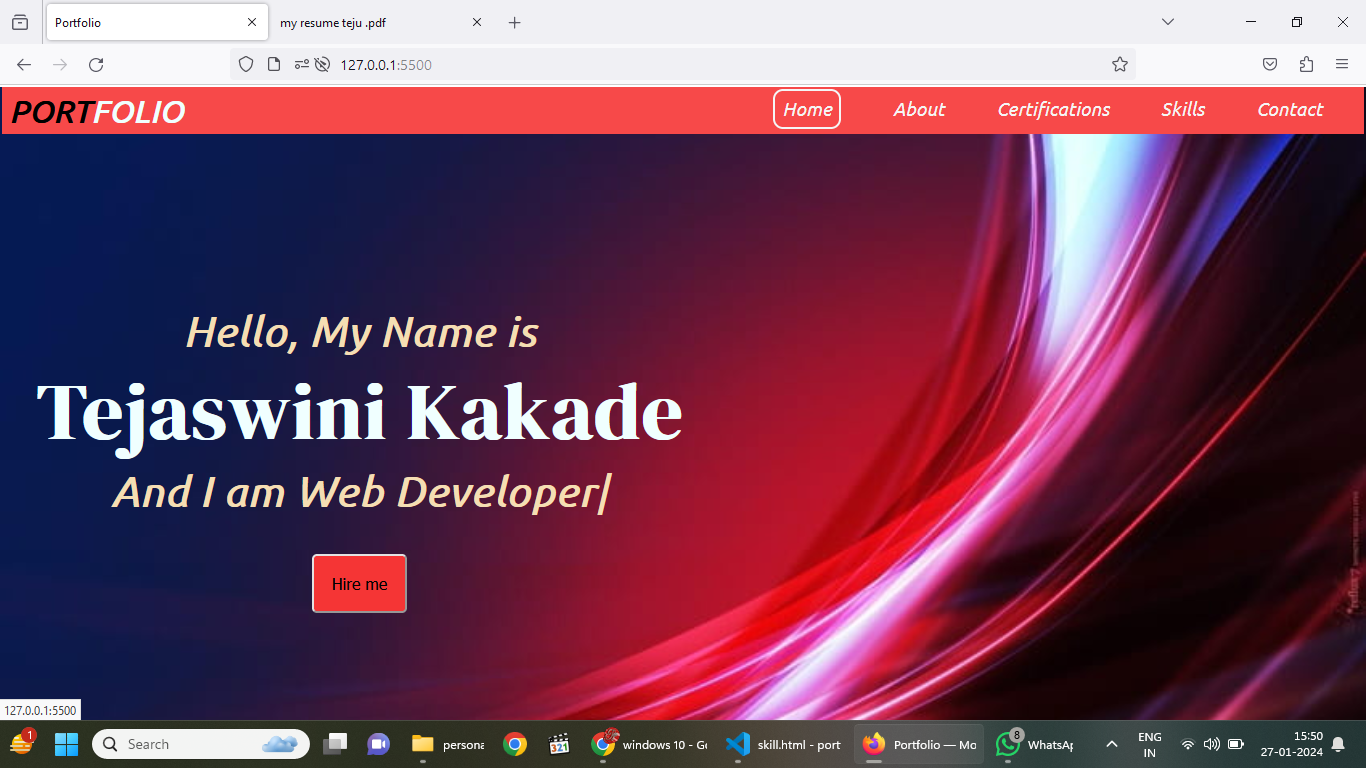 Portfolio
my resume teju .pdf
127.0.0.1:5500
PORTFOLIO
Home
About
Certifications
Skills
Contact
Hello, My Name is
Tejaswini Kakade
And I am Web Developer|
Hire me
127.0.0.1:5500
1
Search
321
persona
windows 10 - Go
skill.html - port
Portfolio — Mo
8
WhatsAp
ENG
IN
15:50
27-01-2024